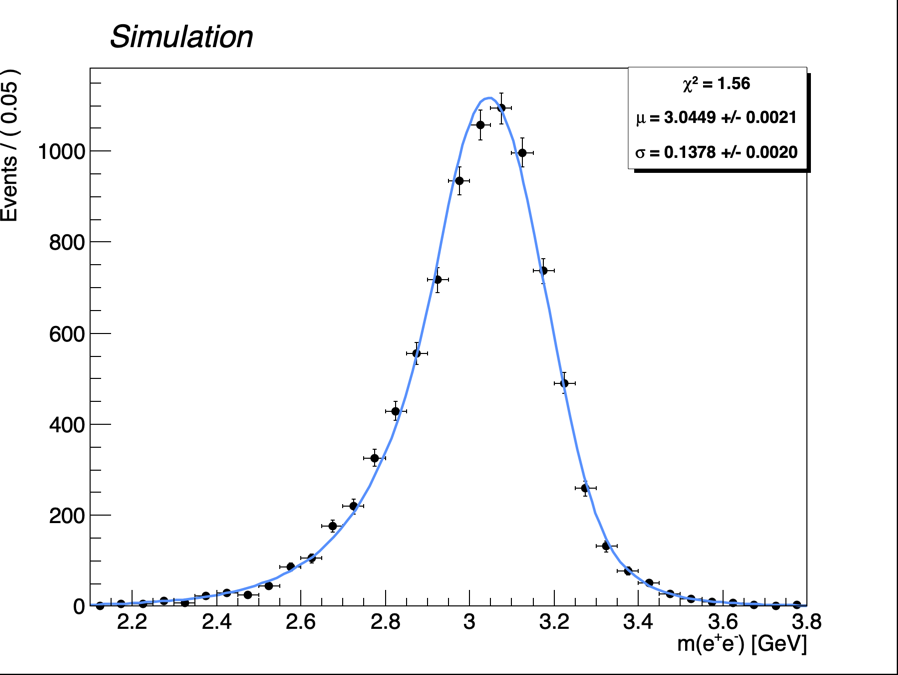 Simulation
Events / ( 0.05 )
χ² = 1.56
μ = 3.0449 +/- 0.0021
σ = 0.1378 +/- 0.0020
1000
800
600
400
200
0
2.2 2.4 2.6 2.8 3 3.2 3.4 3.6 3.8
m(e⁺e⁻) [GeV]